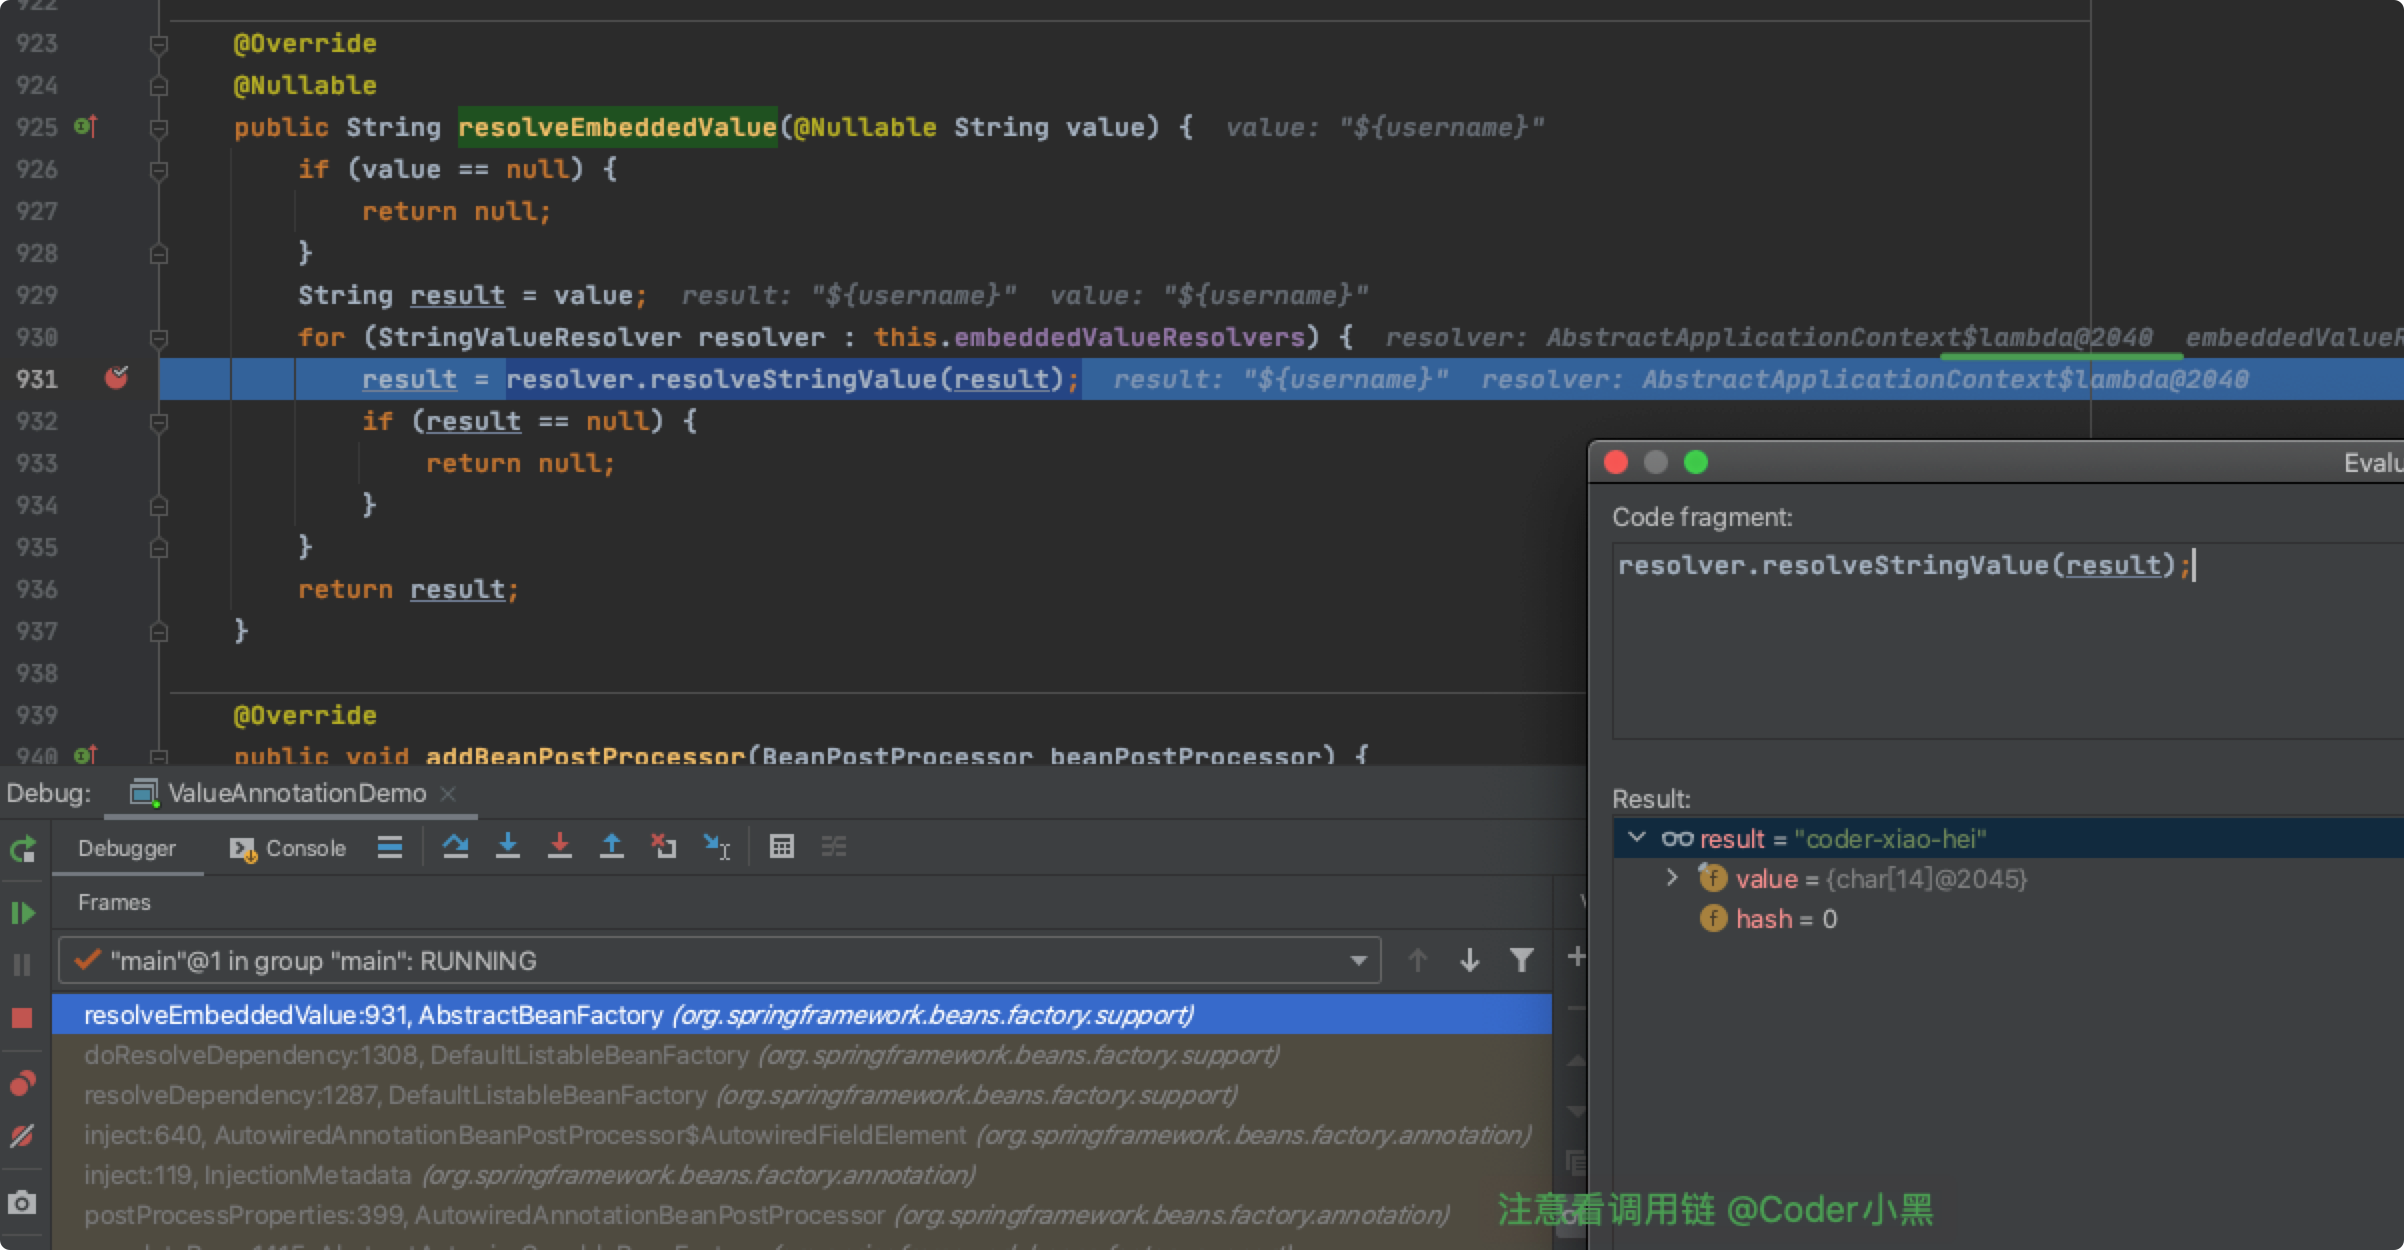 922
923 @Override
924 @Nullable
925 public String resolveEmbeddedValue(@Nullable String value) { value: "${username}"
926 if (value == null) {
927 return null;
928 }
929 String result = value; result: "${username}" value: "${username}"
930 for (StringValueResolver resolver : this.embeddedValueResolvers) { resolver: AbstractApplicationContext$lambda@2040 embeddedValueR
931 result = resolver.resolveStringValue(result); result: "${username}" resolver: AbstractApplicationContext$lambda@2040
932 if (result == null) {
933 return null;
934 }
935 }
936 return result;
937 }
938
939 @Override
940 public void addBeanPostProcessor(BeanPostProcessor beanPostProcessor) {
Evalu
Code fragment:
resolver.resolveStringValue(result);
Result:
result = "coder-xiao-hei"
value = {char[14]@2045}
hash = 0
Debug: ValueAnnotationDemo
Debugger Console
Frames
"main"@1 in group "main": RUNNING
resolveEmbeddedValue:931, AbstractBeanFactory (org.springframework.beans.factory.support)
doResolveDependency:1308, DefaultListableBeanFactory (org.springframework.beans.factory.support)
resolveDependency:1287, DefaultListableBeanFactory (org.springframework.beans.factory.support)
inject:640, AutowiredAnnotationBeanPostProcessor$AutowiredFieldElement (org.springframework.beans.factory.annotation)
inject:119, InjectionMetadata (org.springframework.beans.factory.annotation)
postProcessProperties:399, AutowiredAnnotationBeanPostProcessor (org.springframework.beans.factory.annotation)
注意看调用链 @Coder小黑